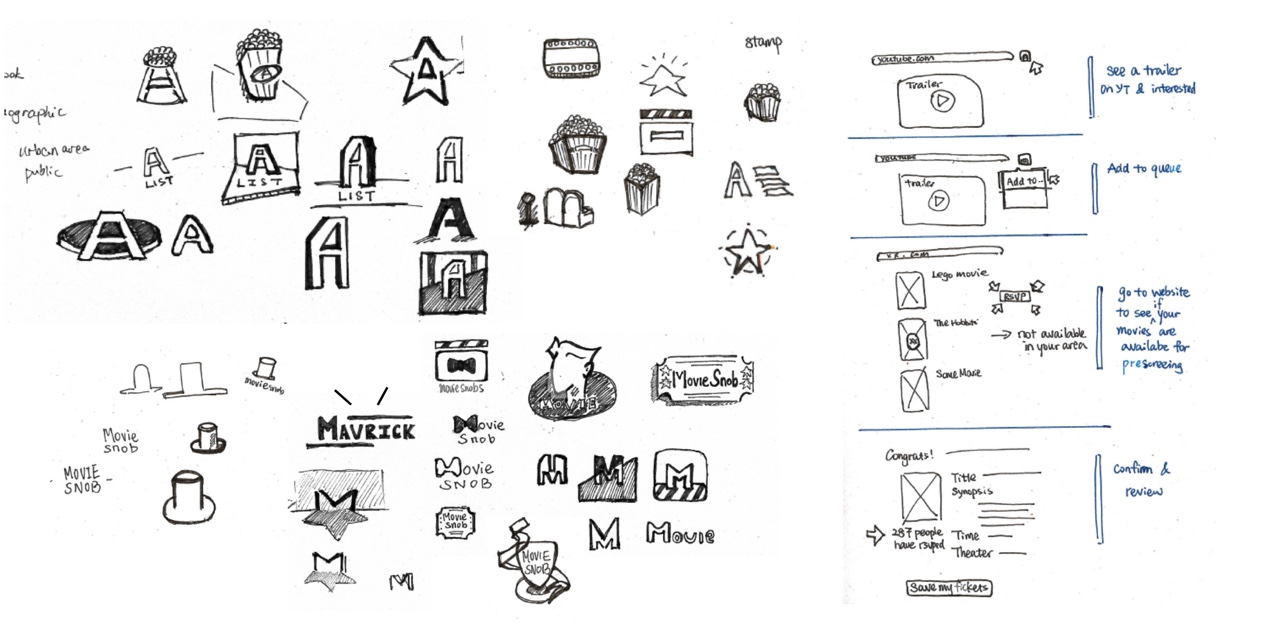 ographic
urban area
public
A
LIST
A
LIST
A
LIST
A
A
A
A
A
A
A
A
A
stamp
A
Movie
Snob
MOVIE
SNOB
moviesnob
MAVRICK
M
M
M
moviesnobs
Movie
Snob
Movie
SNOB
Movie
Snob
MOVIE
MovieSnob
M
M
M
M
Movie
MOVIE
SNOB
youtube.com
A
Trailer
see a trailer
on YT & interested
youtube
trailer
Add to..
Add to queue
Lego movie
RSVP
The Hobbit
→ not available
in your area
Some Movie
go to website
to see if your
movies are
availabe for
prescreening
Congrats!
Title
Synopsis
287 people
have rsvped
Time
Theater
Save my tickets
confirm &
review